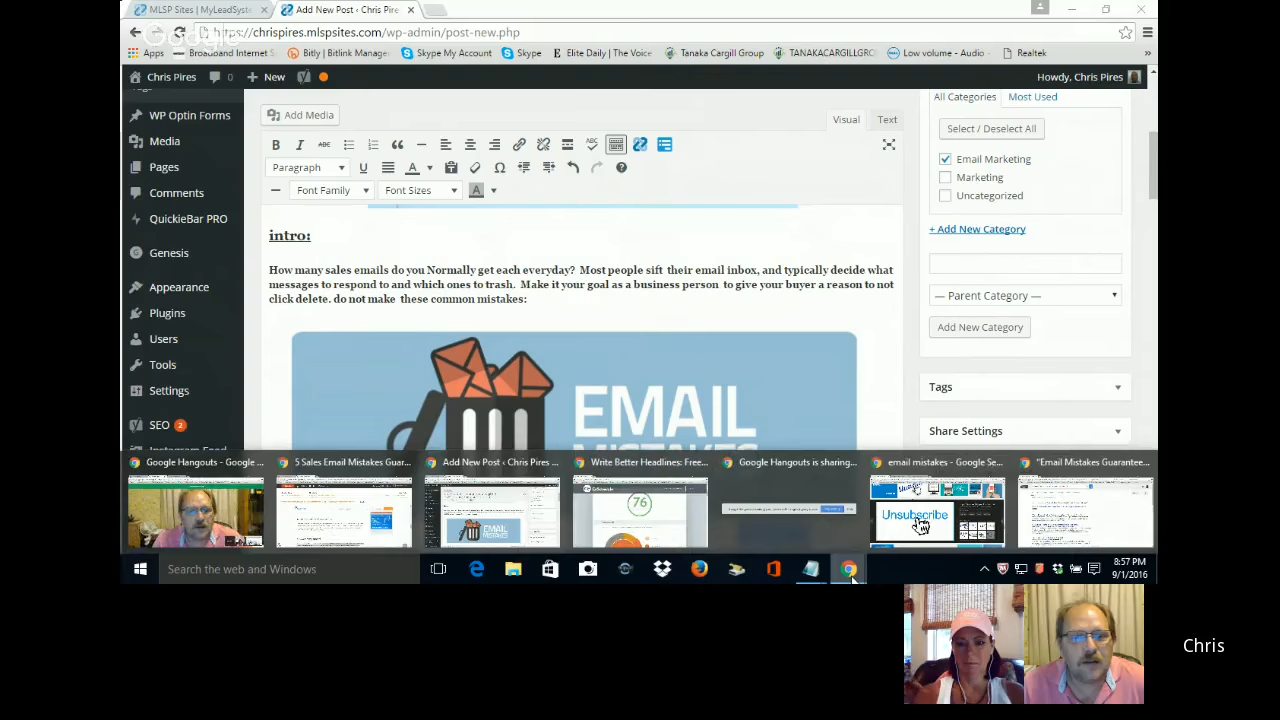 MLSP Sites | MyLeadSyst
Add New Post ‹ Chris Pire
Google
https://chrispires.mlspsites.com/wp-admin/post-new.php
Apps
Broadband Internet S
Bitly | Bitlink Manager
Skype My Account
Skype
Elite Daily | The Voice
Tanaka Cargill Group
TANAKACARGILLGRO
Low volume - Audio
Realtek
Chris Pires
0
New
Howdy, Chris Pires
WP Optin Forms
Media
Pages
Comments
QuickieBar PRO
Genesis
Appearance
Plugins
Users
Tools
Settings
SEO 2
Add Media
Visual
Text
B I ABC
Paragraph
U
A
Font Family
Font Sizes
A
intro:
How many sales emails do you Normally get each everyday? Most people sift their email inbox, and typically decide what
messages to respond to and which ones to trash. Make it your goal as a business person to give your buyer a reason to not
click delete. do not make these common mistakes:
EMAIL
MISTAKES
All Categories
Most Used
Select / Deselect All
Email Marketing
Marketing
Uncategorized
+ Add New Category
— Parent Category —
Add New Category
Tags
Share Settings
Google Hangouts - Google ...
5 Sales Email Mistakes Guar...
Add New Post ‹ Chris Pires ...
Write Better Headlines: Free...
Google Hangouts is sharing...
email mistakes - Google Se...
"Email Mistakes Guarantee...
76
Unsubscribe
Search the web and Windows
8:57 PM
9/1/2016
Chris